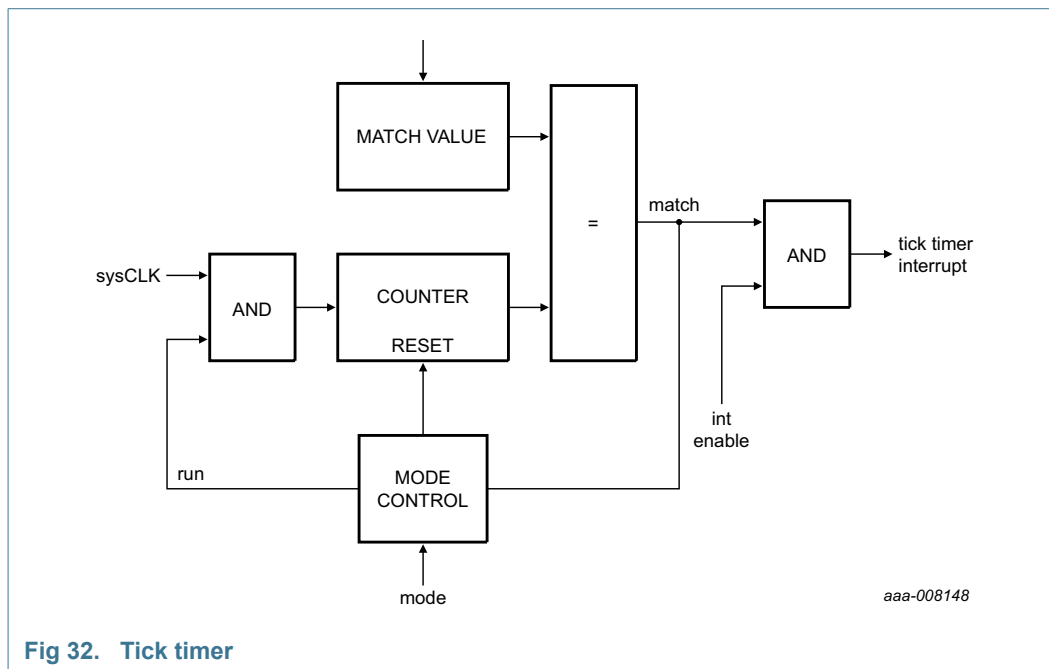 MATCH VALUE
=
match
sysCLK
AND
COUNTER
RESET
AND
tick timer
interrupt
int
enable
run
MODE
CONTROL
mode
aaa-008148
Fig 32. Tick timer